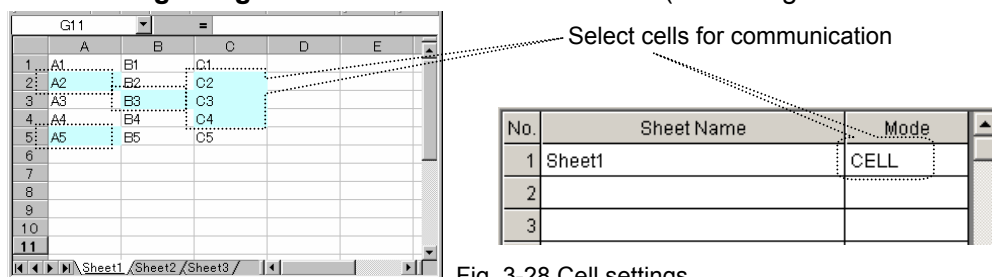 G11 =
A B C D E
1 A1 B1 C1
2 A2 B2 C2
3 A3 B3 C3
4 A4 B4 C4
5 A5 B5 C5
6
7
8
9
10
11
Sheet1 Sheet2 Sheet3
Select cells for communication
No. Sheet Name Mode
1 Sheet1 CELL
2
3
Fig. 3-28 Cell settings